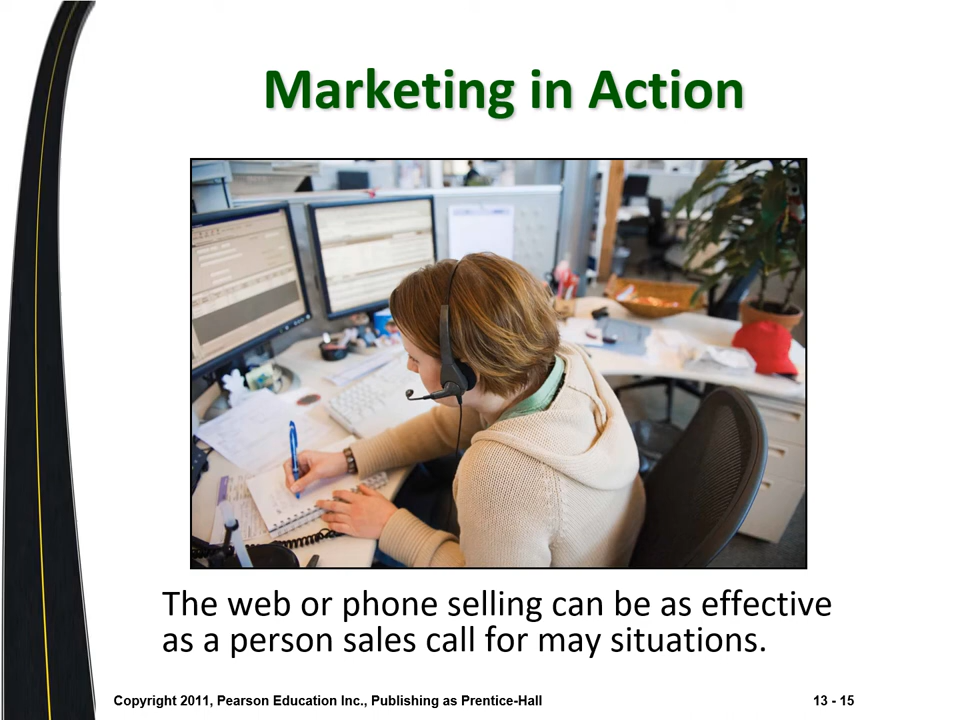 Marketing in Action
The web or phone selling can be as effective
as a person sales call for may situations.
Copyright 2011, Pearson Education Inc., Publishing as Prentice-Hall
13 - 15